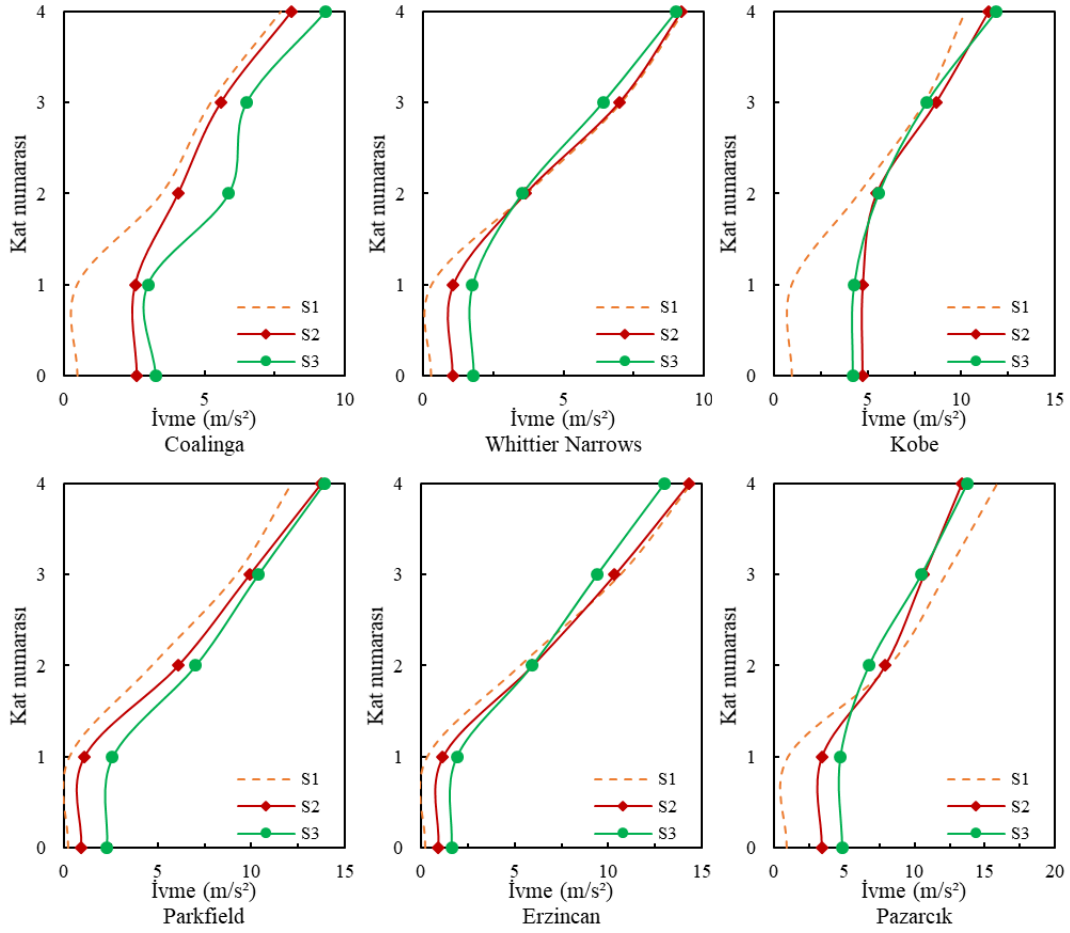 4
3
2
1
0
Kat numarası
S1
S2
S3
0 5 10
İvme (m/s²)
Coalinga
4
3
2
1
0
Kat numarası
S1
S2
S3
0 5 10
İvme (m/s²)
Whittier Narrows
4
3
2
1
0
Kat numarası
S1
S2
S3
0 5 10 15
İvme (m/s²)
Kobe
4
3
2
1
0
Kat numarası
S1
S2
S3
0 5 10 15
İvme (m/s²)
Parkfield
4
3
2
1
0
Kat numarası
S1
S2
S3
0 5 10 15
İvme (m/s²)
Erzincan
4
3
2
1
0
Kat numarası
S1
S2
S3
0 5 10 15 20
İvme (m/s²)
Pazarcık